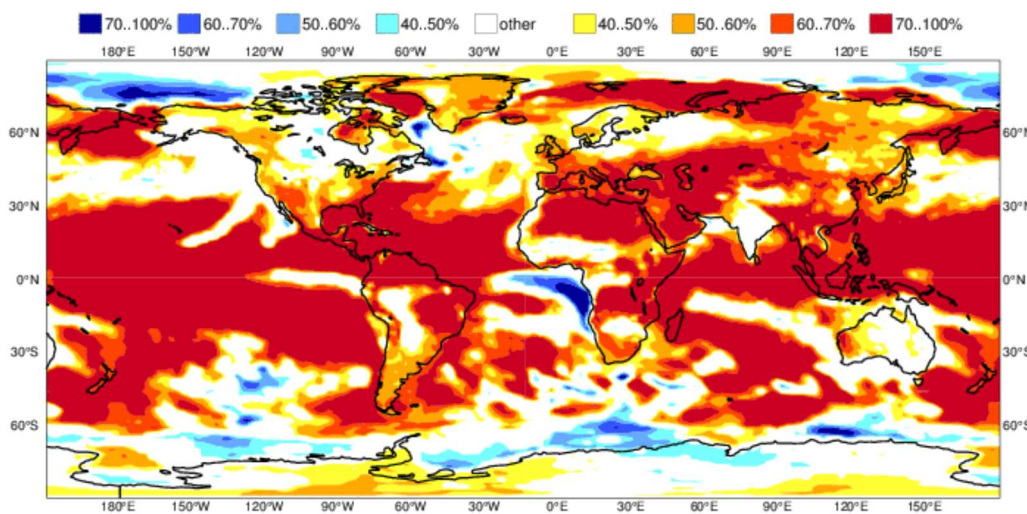 70..100% 60..70% 50..60% 40..50% other 40..50% 50..60% 60..70% 70..100%
180°E 150°W 120°W 90°W 60°W 30°W 0°E 30°E 60°E 90°E 120°E 150°E
60°N 60°N
30°N 30°N
0°N 0°N
30°S 30°S
60°S 60°S
180°E 150°W 120°W 90°W 60°W 30°W 0°E 30°E 60°E 90°E 120°E 150°E